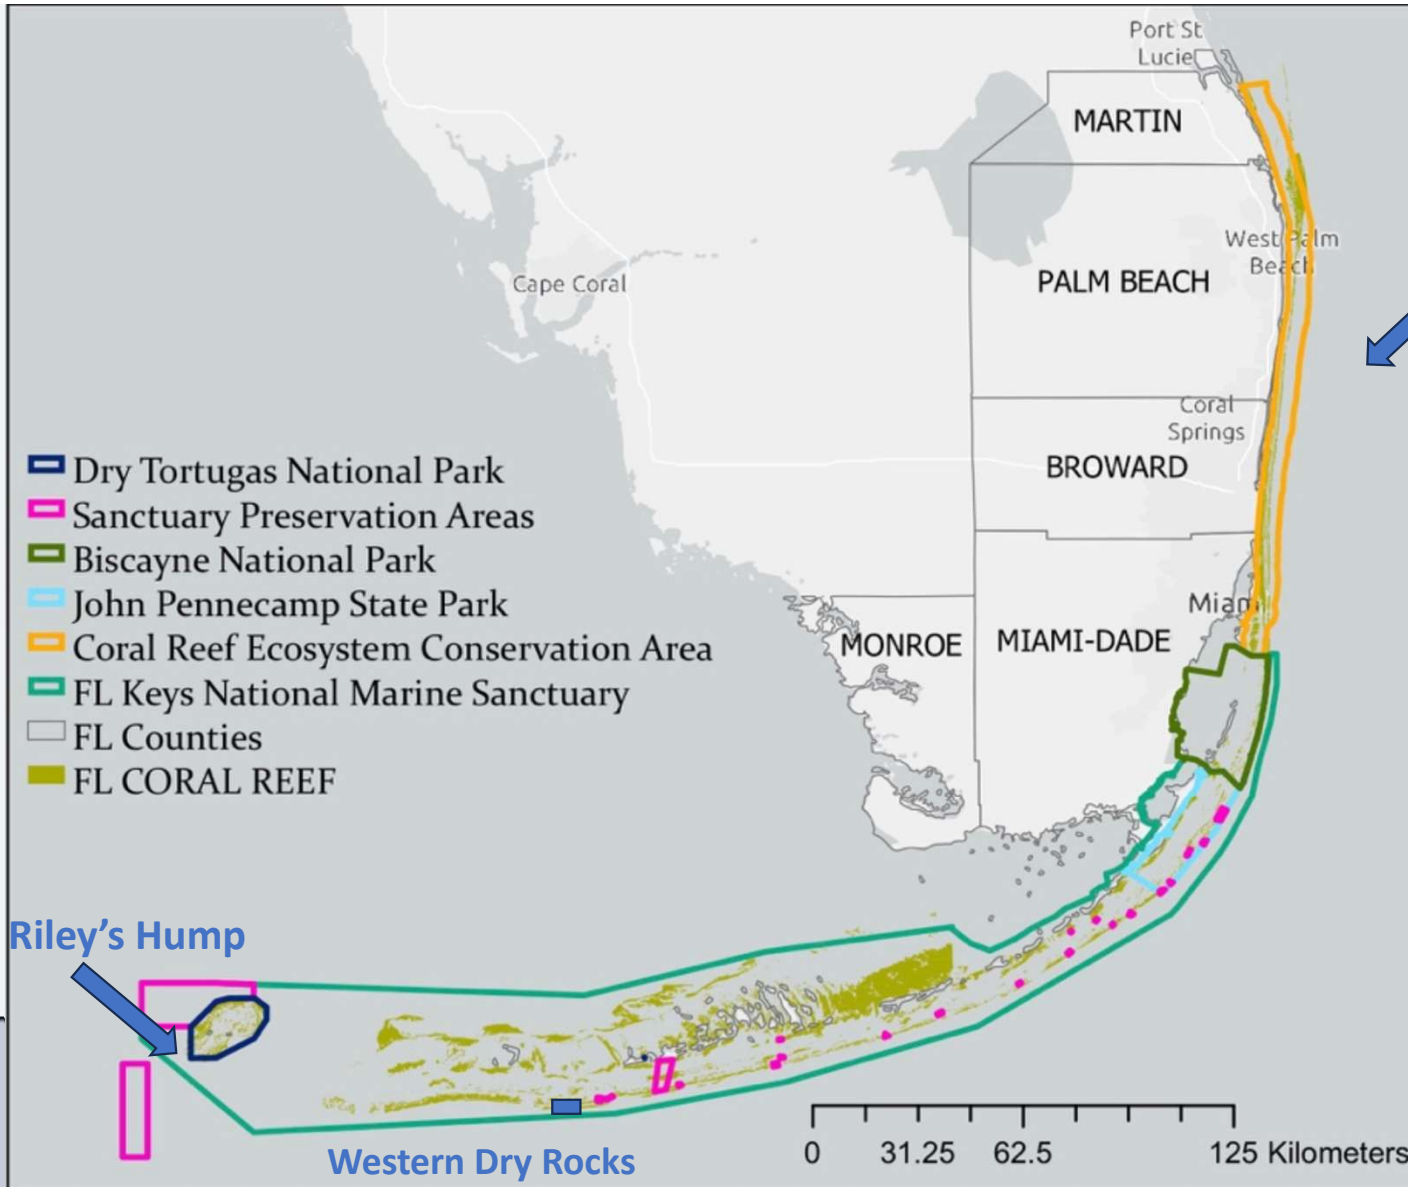 Port St
Lucie
MARTIN
West Palm
Beach
PALM BEACH
Cape Coral
Coral
Springs
BROWARD
Dry Tortugas National Park
Sanctuary Preservation Areas
Biscayne National Park
John Pennecamp State Park
Coral Reef Ecosystem Conservation Area
FL Keys National Marine Sanctuary
FL Counties
FL CORAL REEF
Miami
MONROE
MIAMI-DADE
Riley's Hump
Western Dry Rocks
0 31.25 62.5 125 Kilometers